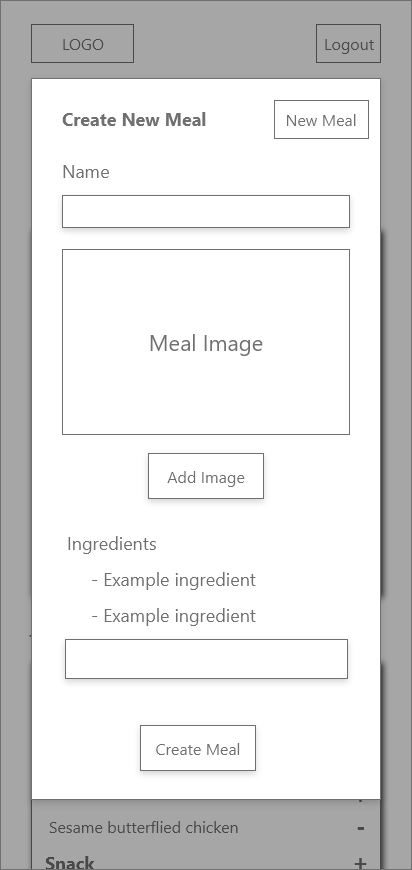 LOGO
Logout
Create New Meal
New Meal
Name
Meal Image
Add Image
Ingredients
- Example ingredient
- Example ingredient
Create Meal
Sesame butterflied chicken
-
Snack
+